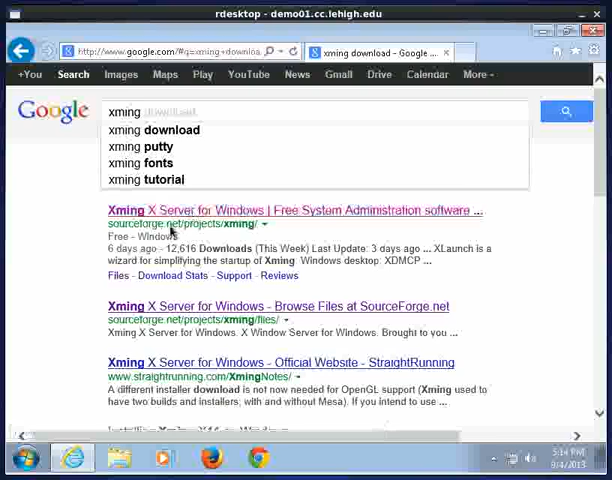 rdesktop - demo01.cc.lehigh.edu
http://www.google.com/#q=xming+downloa
xming download - Google ...
+You Search Images Maps Play YouTube News Gmail Drive Calendar More
Google
xming download
xming download
xming putty
xming fonts
xming tutorial
Xming X Server for Windows | Free System Administration software ...
sourceforge.net/projects/xming/
Free - Windows
6 days ago - 12,616 Downloads (This Week) Last Update: 3 days ago ... XLaunch is a
wizard for simplifying the startup of Xming. Windows desktop: XDMCP ...
Files - Download Stats - Support - Reviews
Xming X Server for Windows - Browse Files at SourceForge.net
sourceforge.net/projects/xming/files/
Xming X Server for Windows. X Window Server for Windows. Brought to you ...
Xming X Server for Windows - Official Website - StraightRunning
www.straightrunning.com/XmingNotes/
A different installer download is not now needed for OpenGL support (Xming used to
have two builds and installers; with and without Mesa). If you intend to use ...
5:14 PM
9/4/2013